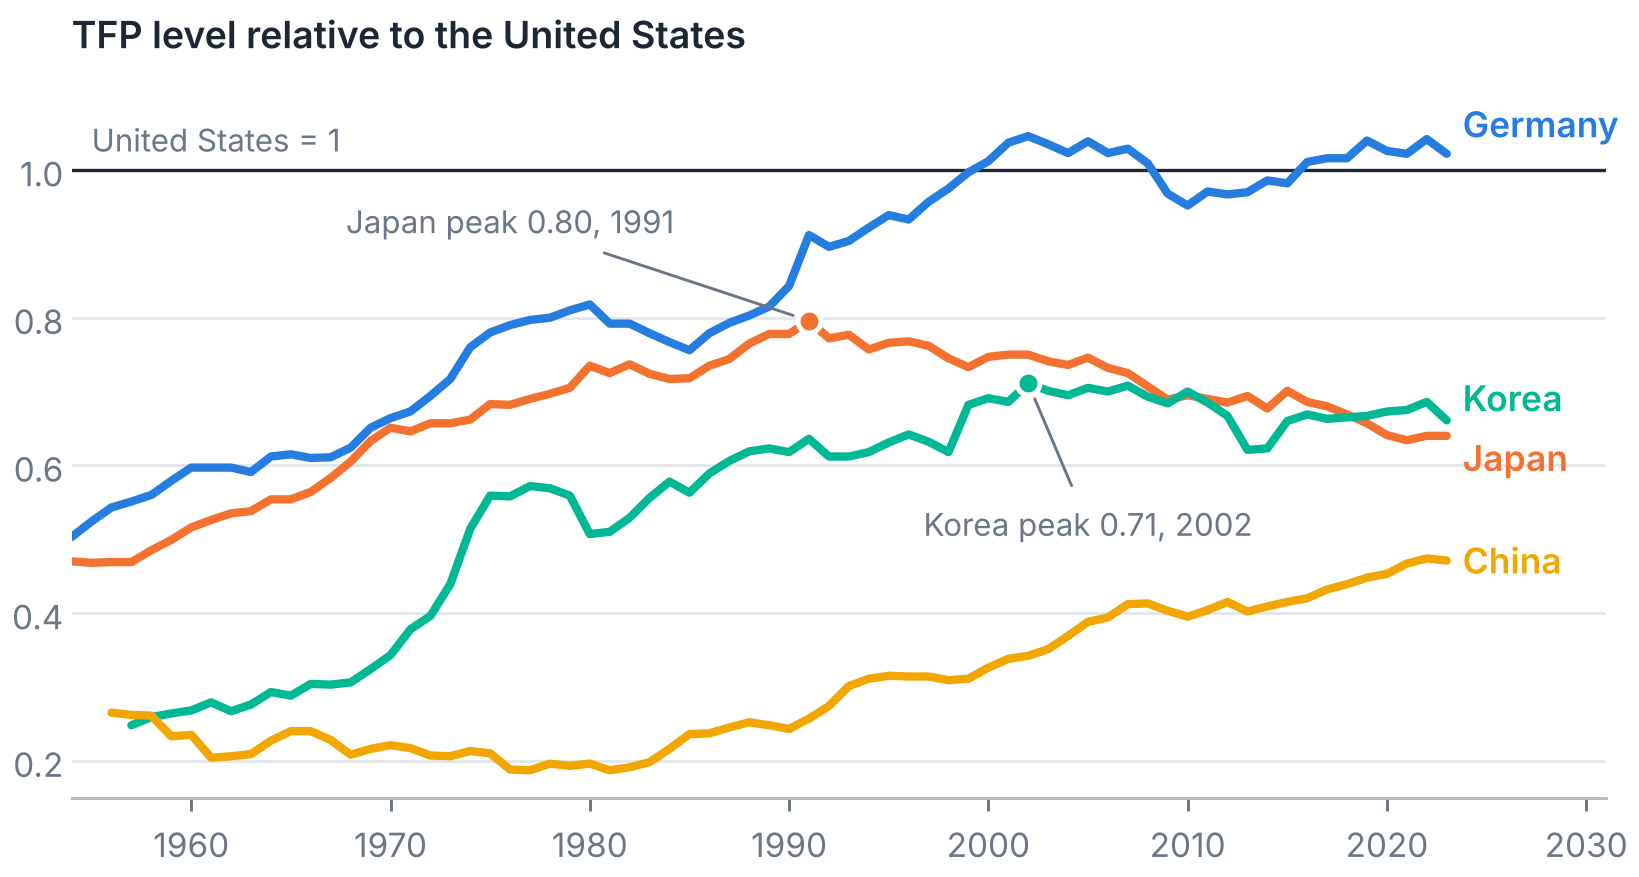 TFP level relative to the United States
United States = 1
Germany
1.0
Japan peak 0.80, 1991
0.8
Korea
0.6
Japan
Korea peak 0.71, 2002
China
0.4
0.2
1960 1970 1980 1990 2000 2010 2020 2030